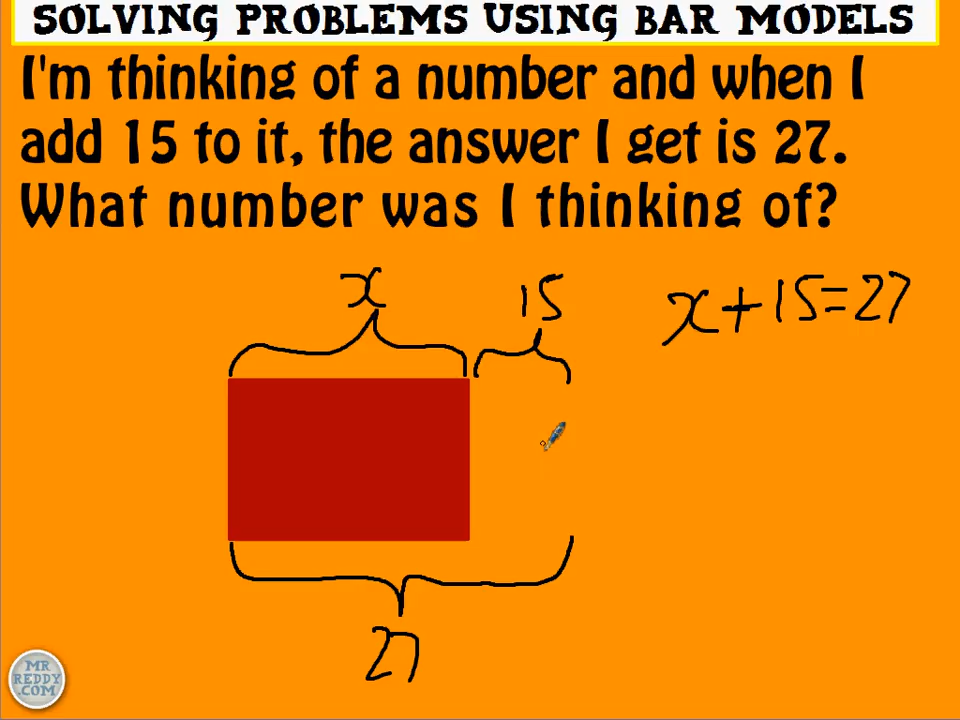 SOLVING PROBLEMS USING BAR MODELS
I'm thinking of a number and when I
add 15 to it, the answer I get is 27.
What number was I thinking of?
x 15 x+15=27
27
MR
REDDY
.COM